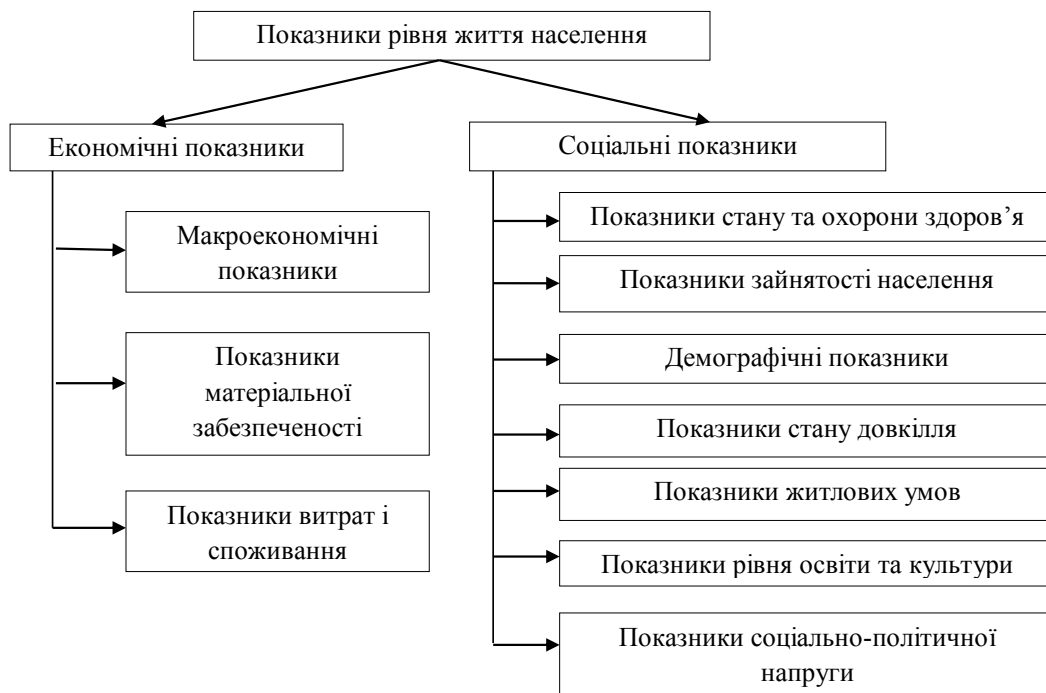 Показники рівня життя населення
Економічні показники
Макроекономічні
показники
Показники
матеріальної
забезпеченості
Показники витрат і
споживання
Соціальні показники
Показники стану та охорони здоров’я
Показники зайнятості населення
Демографічні показники
Показники стану довкілля
Показники житлових умов
Показники рівня освіти та культури
Показники соціально-політичної
напруги